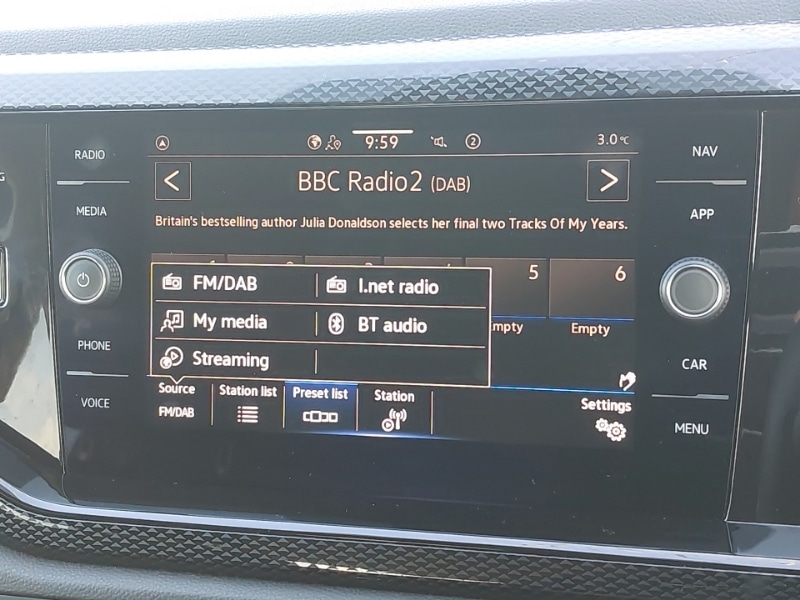 RADIO
MEDIA
PHONE
VOICE
9:59
2
3.0°C
< BBC Radio2 (DAB) >
Britain's bestselling author Julia Donaldson selects her final two Tracks Of My Years.
5
6
Empty
FM/DAB
I.net radio
My media
BT audio
Streaming
Source
FM/DAB
Station list
Preset list
Station
Settings
NAV
APP
CAR
MENU